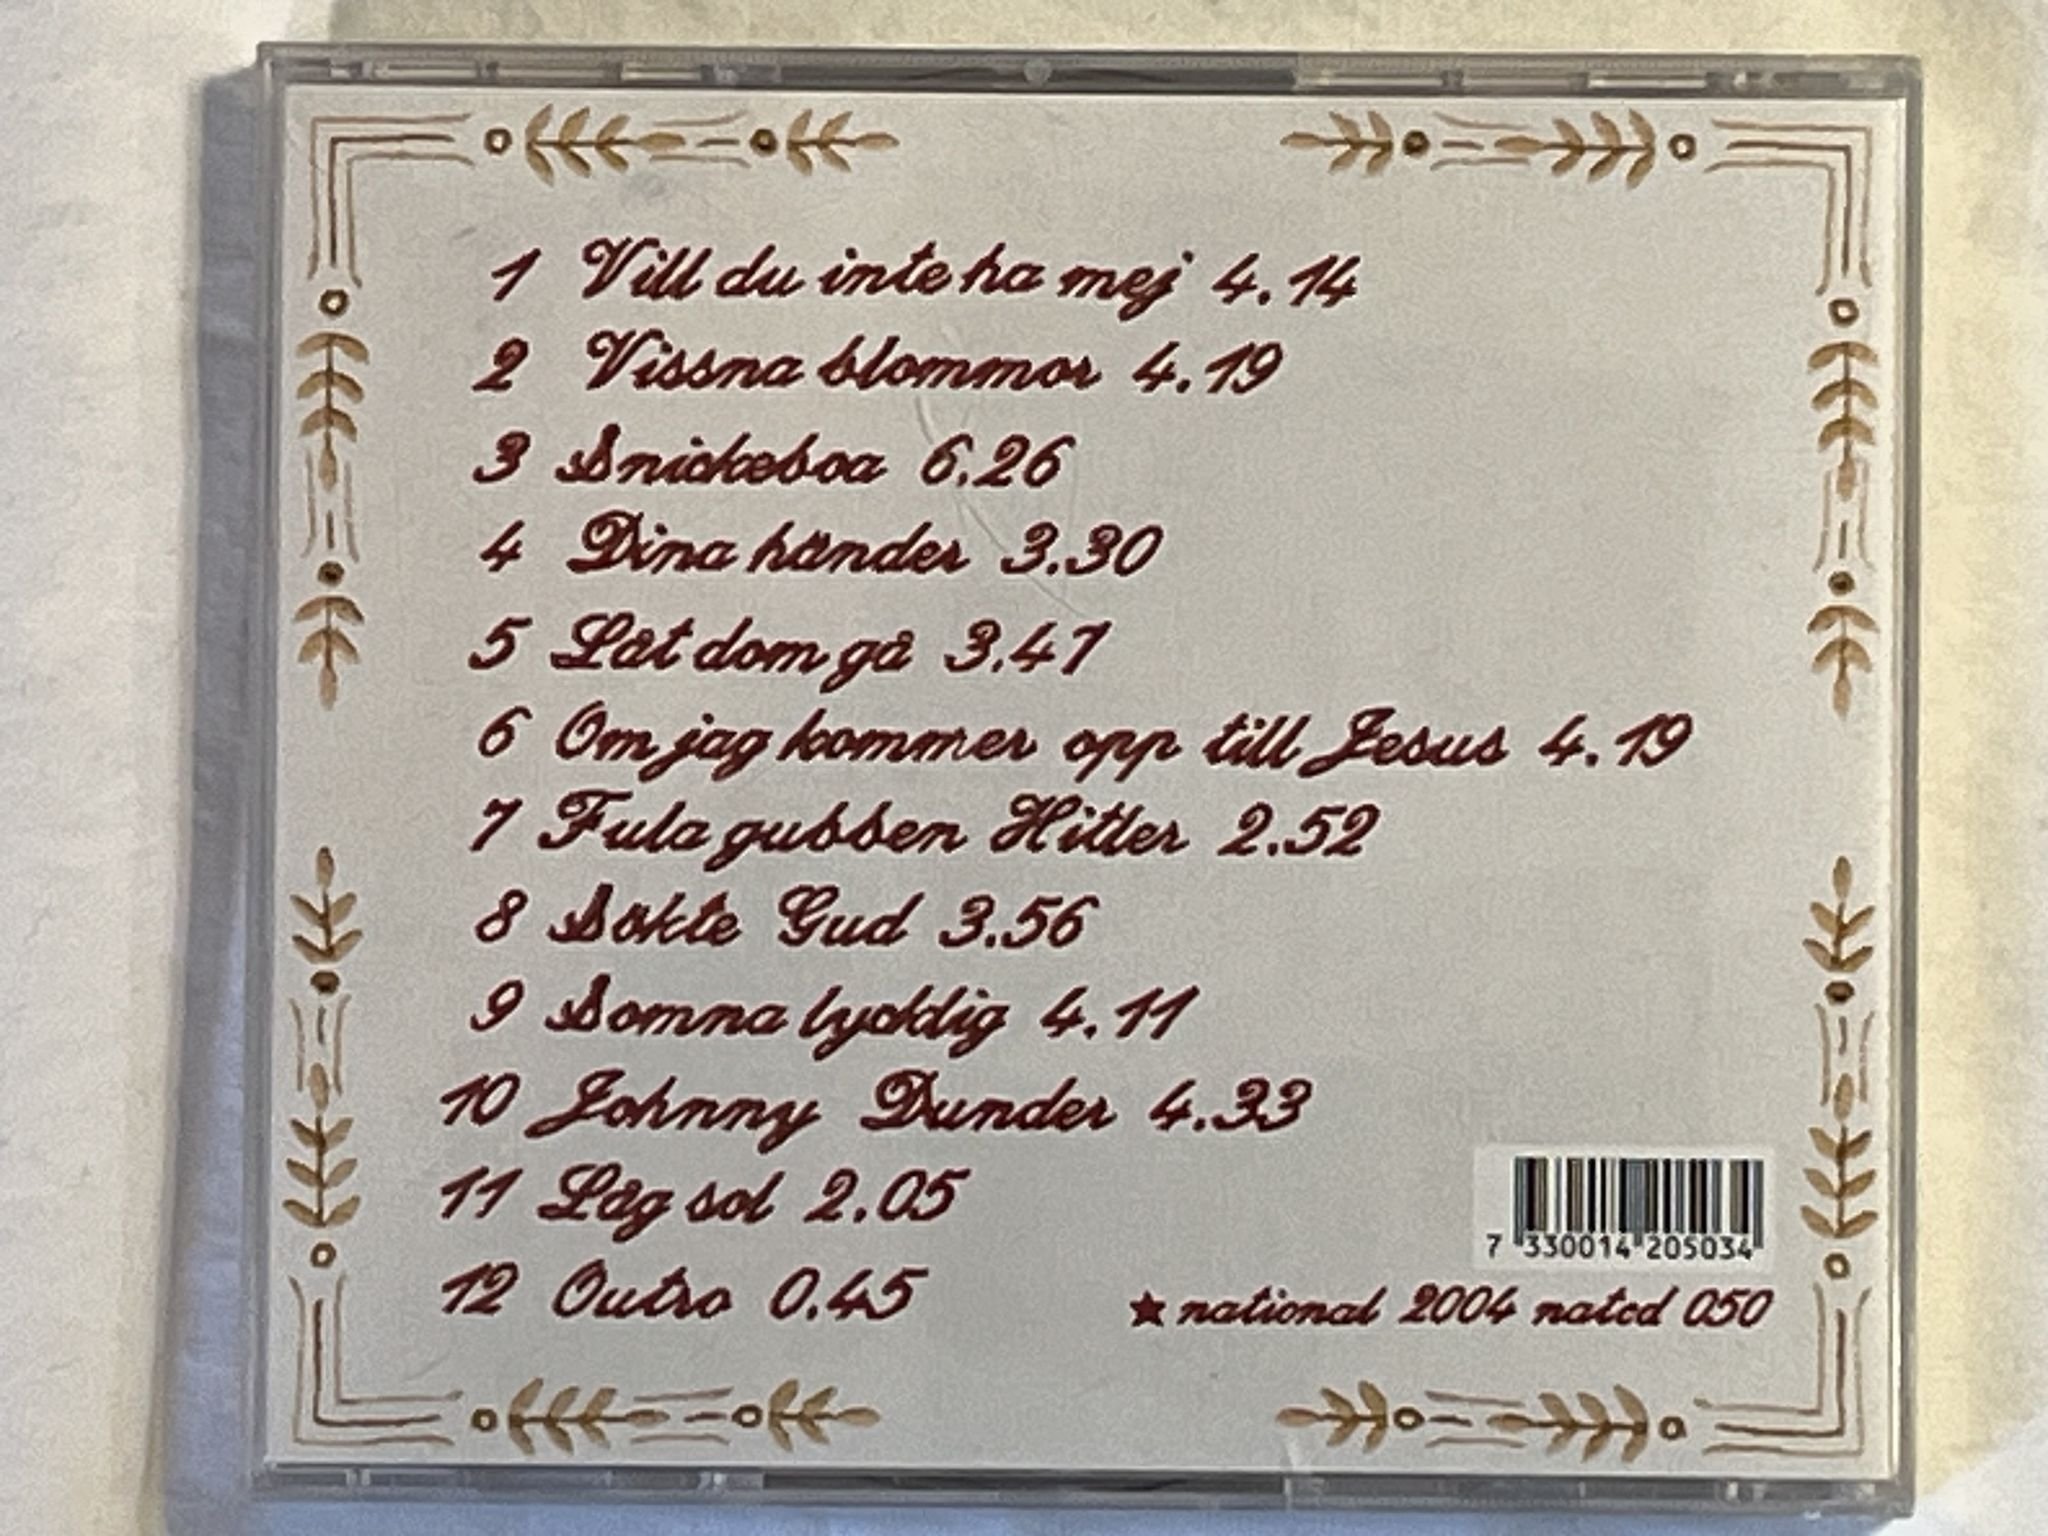 1 Vill du inte ha mej 4.14
2 Vissna blommor 4.19
3 Snickeboa 6.26
4 Dina händer 3.30
5 Låt dom gå 3.47
6 Om jag kommer opp till Jesus 4.19
7 Fula gubben Hitler 2.52
8 Sökte Gud 3.56
9 Somna lycklig 4.11
10 Johnny Dunder 4.33
11 Låg sol 2.05
12 Outro 0.45
7 330014 205034
★ national 2004 natcd 050